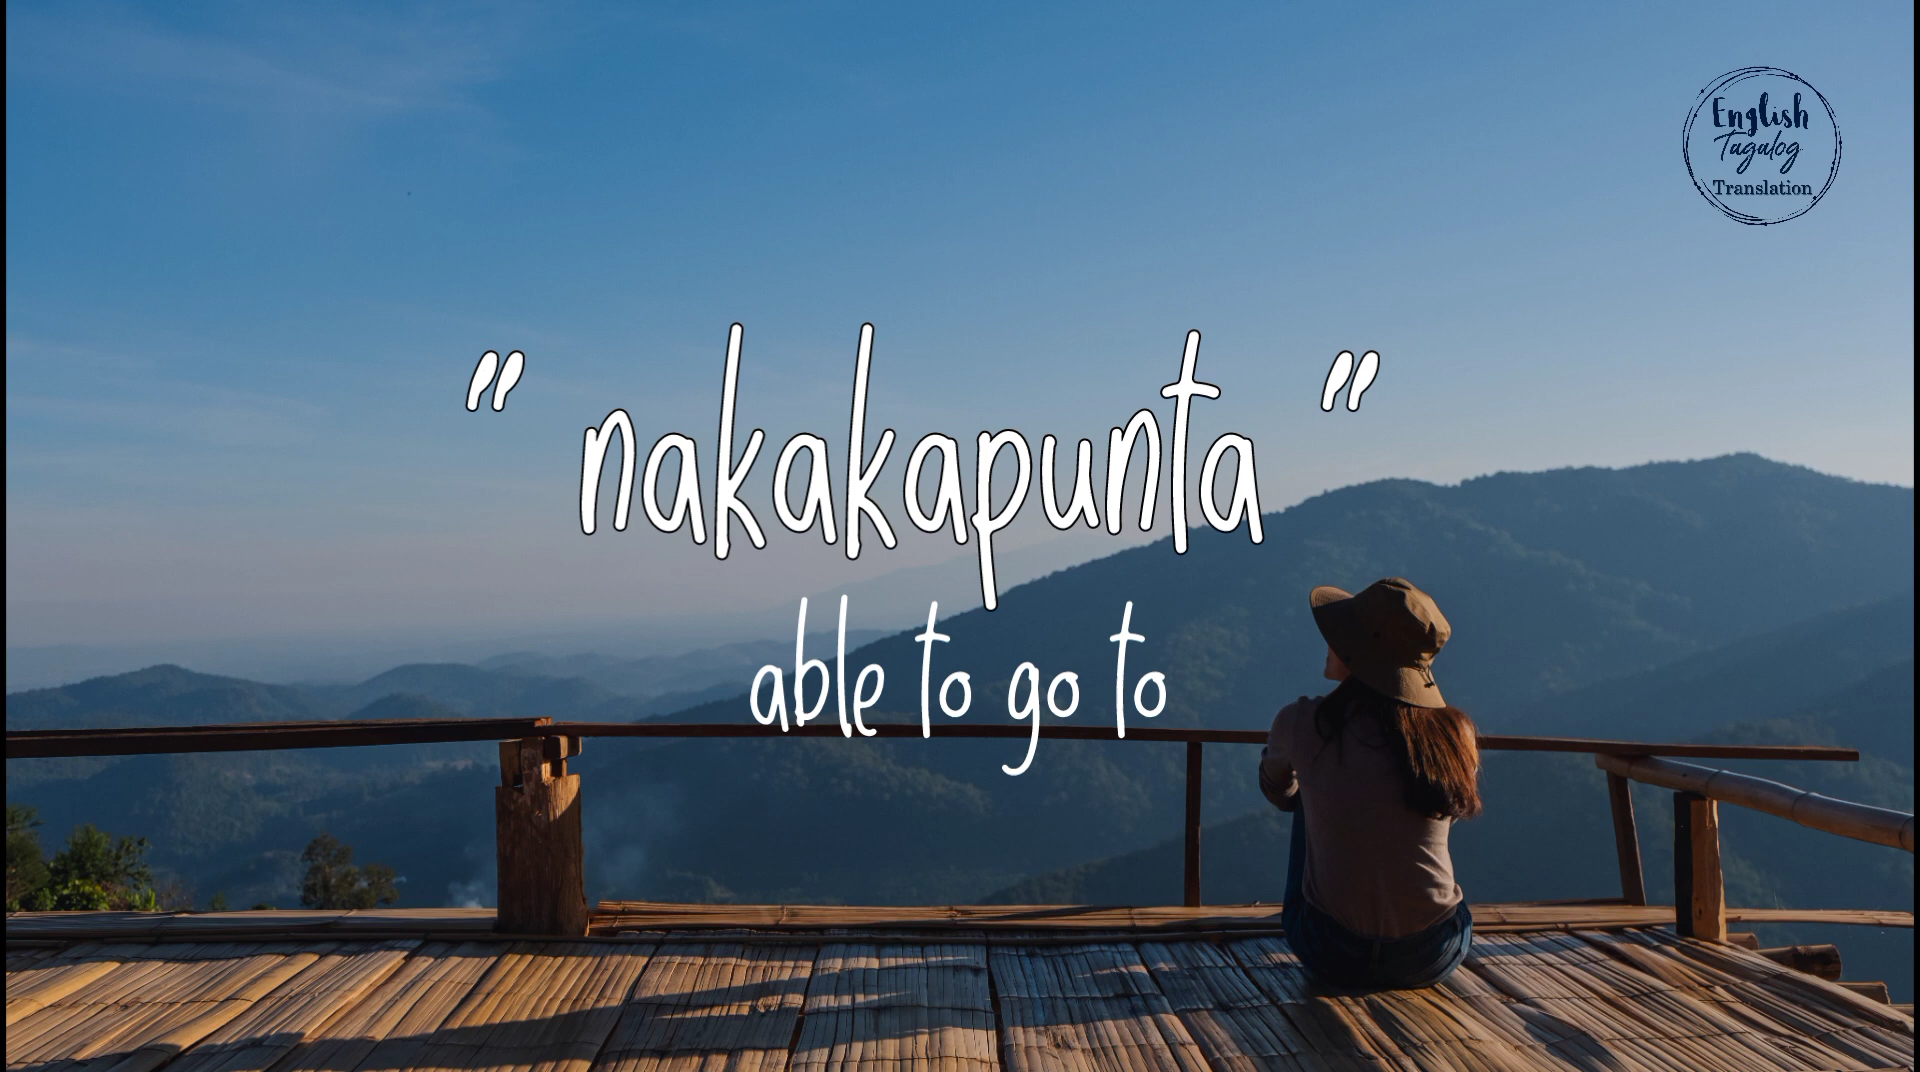 English
Tagalog
Translation
" nakakapunta "
able to go to